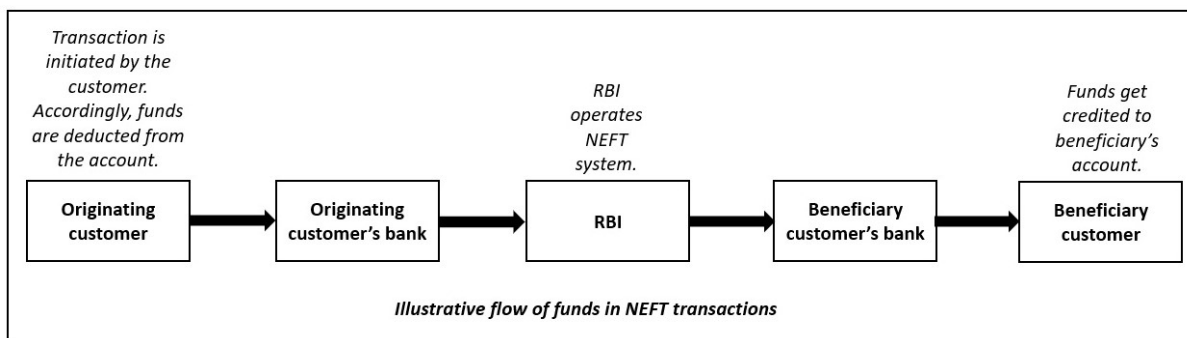 Transaction is
initiated by the
customer.
Accordingly, funds
are deducted from
the account.
RBI
operates
NEFT
system.
Funds get
credited to
beneficiary’s
account.
Originating
customer
Originating
customer’s bank
RBI
Beneficiary
customer’s bank
Beneficiary
customer
Illustrative flow of funds in NEFT transactions